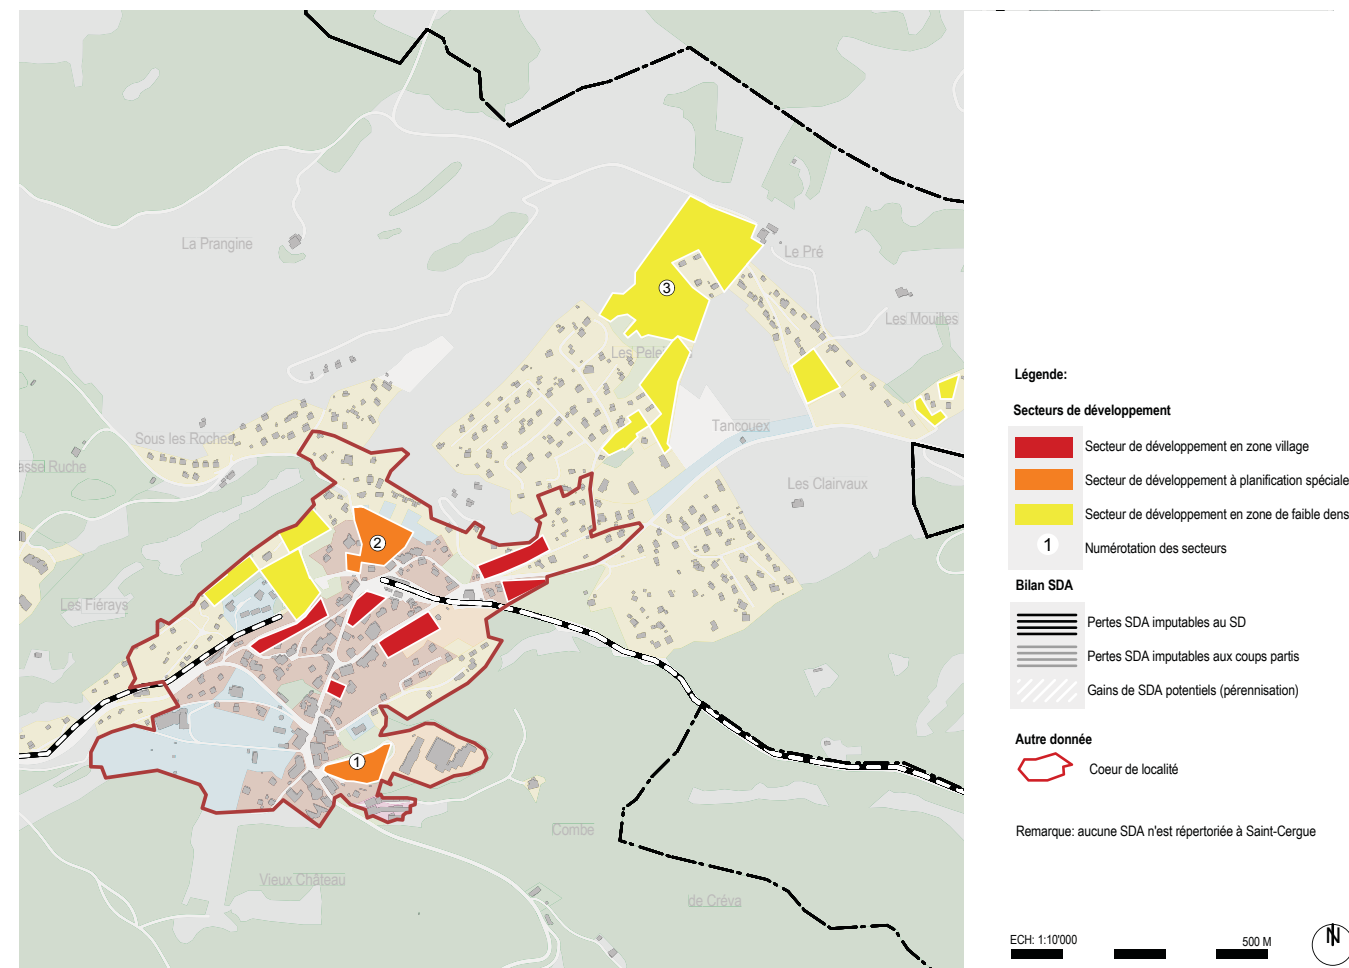 La Prangine
Le Pré
3
Les Mouilles
Les Pele
Tancouex
Sous les Roches
asse Ruche
Les Clairvaux
2
Les Fiérays
1
Combe
Vieux Château
de Créva
Légende:
Secteurs de développement
Secteur de développement en zone village
Secteur de développement à planification spéciale
Secteur de développement en zone de faible dens
1
Numérotation des secteurs
Bilan SDA
Pertes SDA imputables au SD
Pertes SDA imputables aux coups partis
Gains de SDA potentiels (pérennisation)
Autre donnée
Coeur de localité
Remarque: aucune SDA n'est répertoriée à Saint-Cergue
ECH: 1:10'000
500 M
N